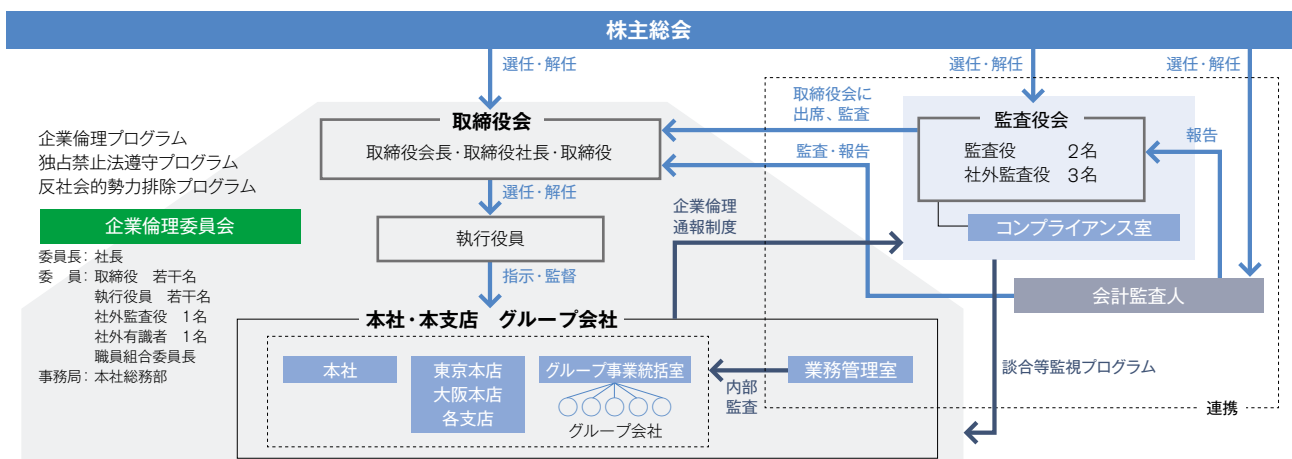 株主総会
選任・解任
選任・解任
選任・解任
取締役会に
出席、監査
取締役会
取締役会長・取締役社長・取締役
監査役会
監査役 2名
社外監査役 3名
報告
監査・報告
企業倫理プログラム
独占禁止法遵守プログラム
反社会的勢力排除プログラム
選任・解任
企業倫理
通報制度
コンプライアンス室
企業倫理委員会
執行役員
委員長：社長
委　員：取締役　若干名
執行役員　若干名
社外監査役　1名
社外有識者　1名
職員組合委員長
事務局：本社総務部
指示・監督
会計監査人
本社・本支店　グループ会社
本社
東京本店
大阪本店
各支店
グループ事業統括室
グループ会社
内部
監査
業務管理室
談合等監視プログラム
連携